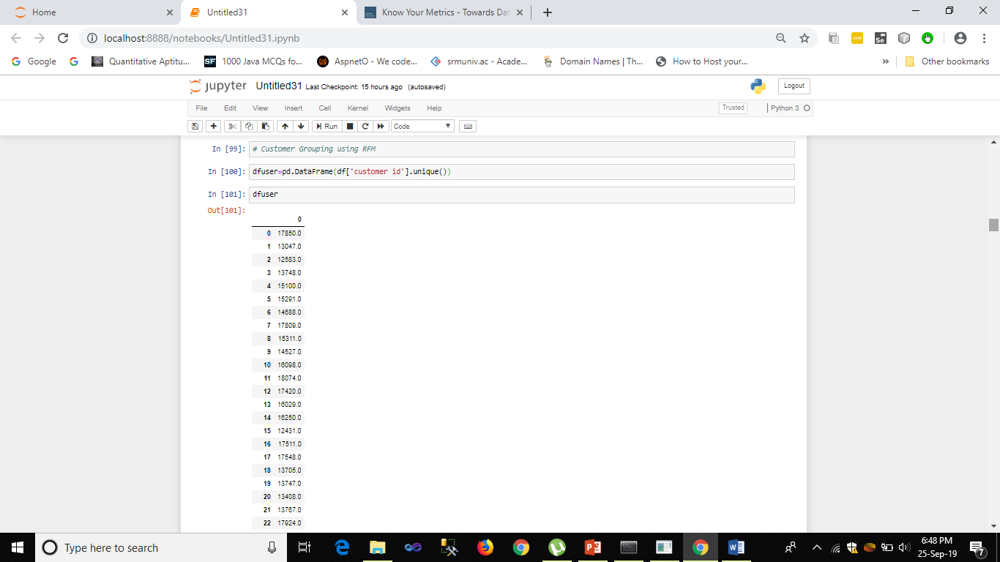 Home
Untitled31
Know Your Metrics - Towards Dat
localhost:8888/notebooks/Untitled31.ipynb
Google
Quantitative Aptitu...
SF 1000 Java MCQs fo...
AspnetO - We code...
srmuniv.ac - Acade...
Domain Names | Th...
How to Host your...
»
Other bookmarks
jupyter Untitled31 Last Checkpoint: 15 hours ago (autosaved)
Logout
File Edit View Insert Cell Kernel Widgets Help
Trusted
Python 3
Run
Code
In [99]: # Customer Grouping using RFM
In [100]: dfuser=pd.DataFrame(df['customer id'].unique())
In [101]: dfuser
Out[101]:
0
0 17850.0
1 13047.0
2 12583.0
3 13748.0
4 15100.0
5 15291.0
6 14688.0
7 17809.0
8 15311.0
9 14527.0
10 16098.0
11 18074.0
12 17420.0
13 16029.0
14 16250.0
15 12431.0
16 17511.0
17 17548.0
18 13705.0
19 13747.0
20 13408.0
21 13767.0
22 17924.0
Type here to search
6:48 PM
25-Sep-19
7